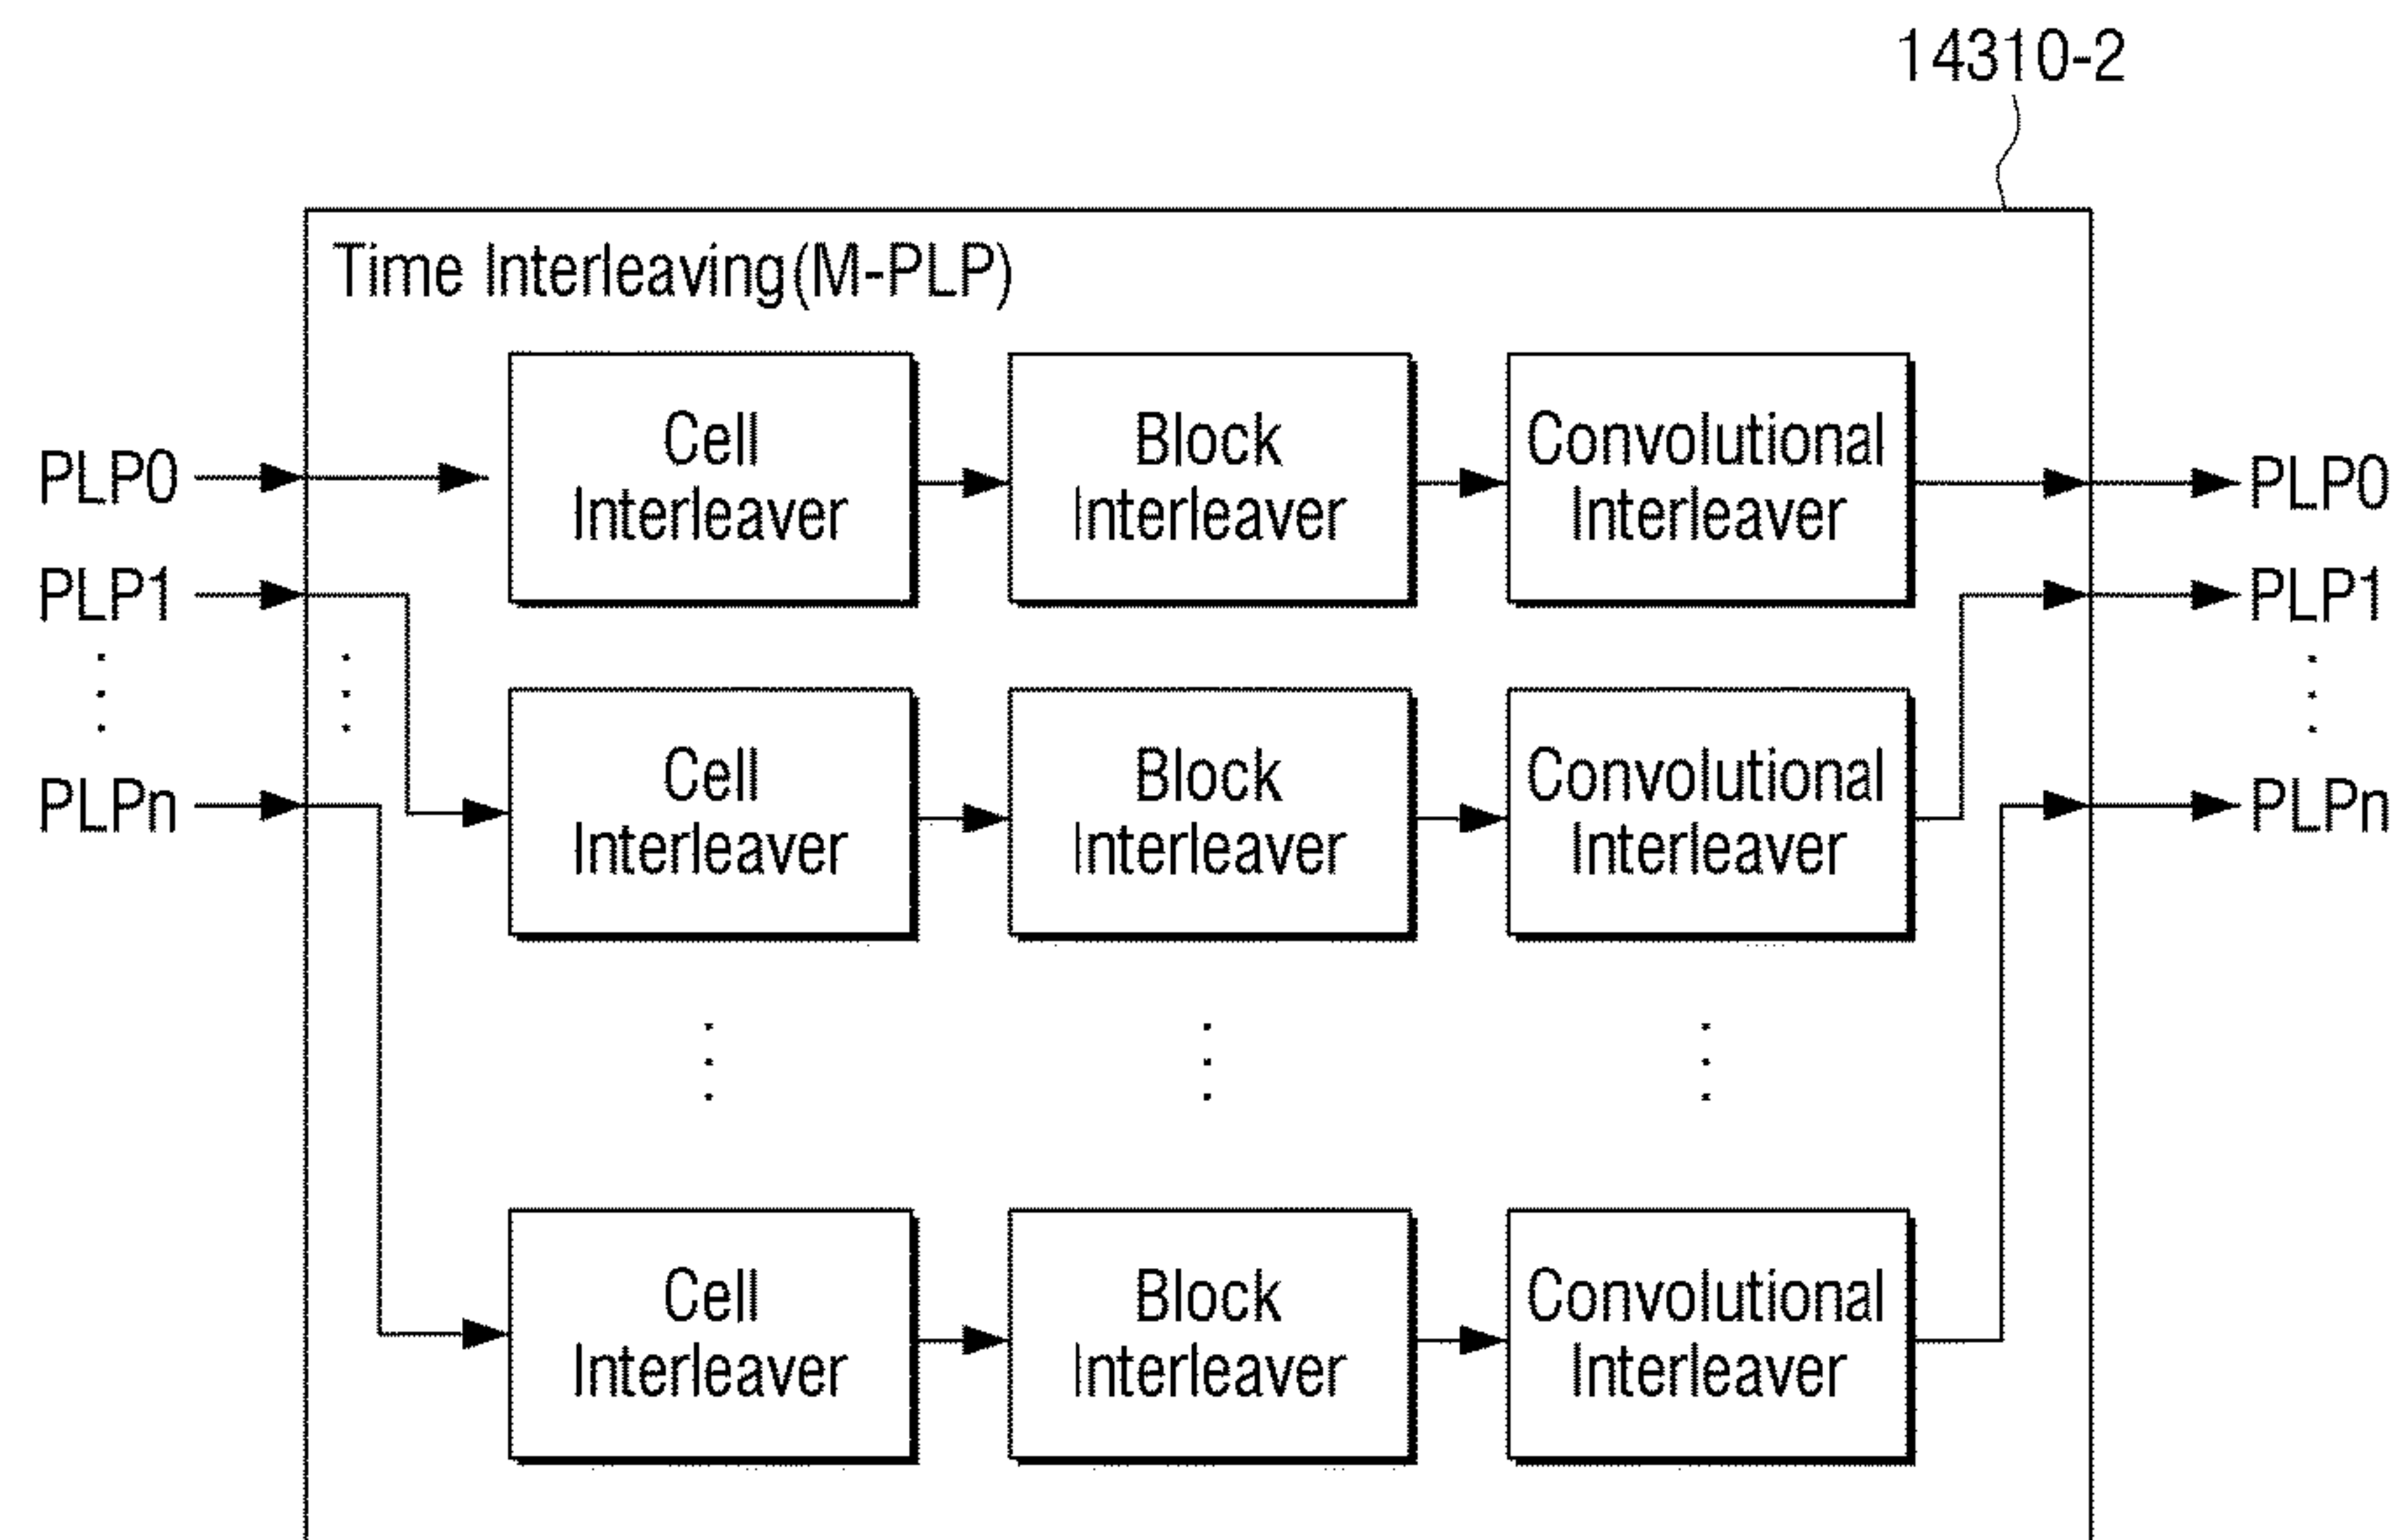 14310-2
Time Interleaving(M-PLP)
PLP0
Cell
Interleaver
Block
Interleaver
Convolutional
Interleaver
PLP0
PLP1
PLP1
PLPn
Cell
Interleaver
Block
Interleaver
Convolutional
Interleaver
PLPn
Cell
Interleaver
Block
Interleaver
Convolutional
Interleaver